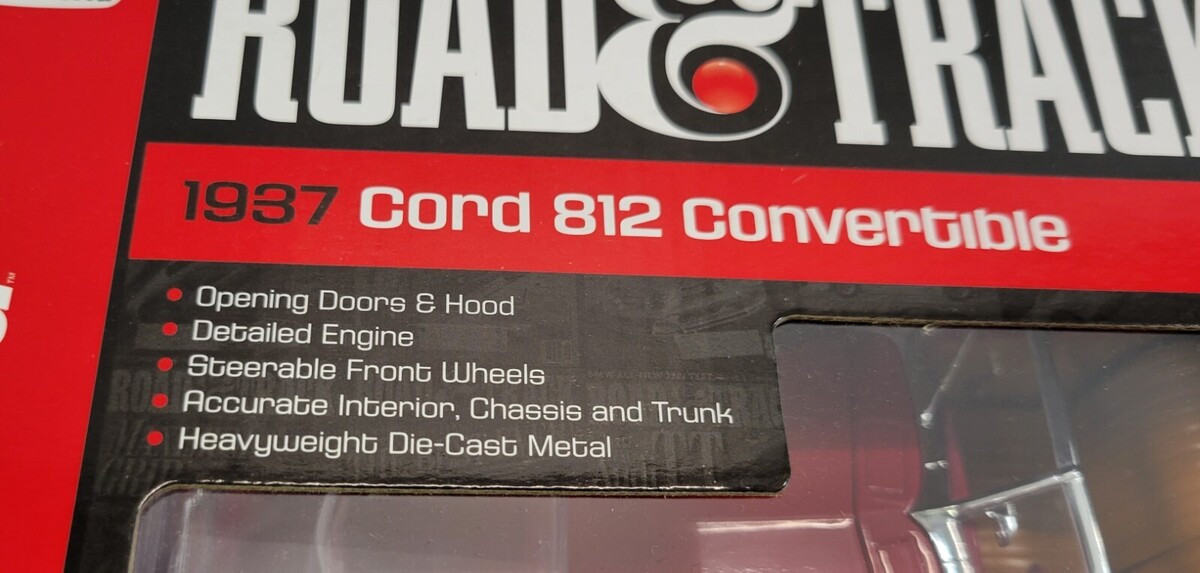 ROAD & TRACK
1937 Cord 812 Convertible
• Opening Doors & Hood
• Detailed Engine
• Steerable Front Wheels
• Accurate Interior, Chassis and Trunk
• Heavyweight Die-Cast Metal
TM